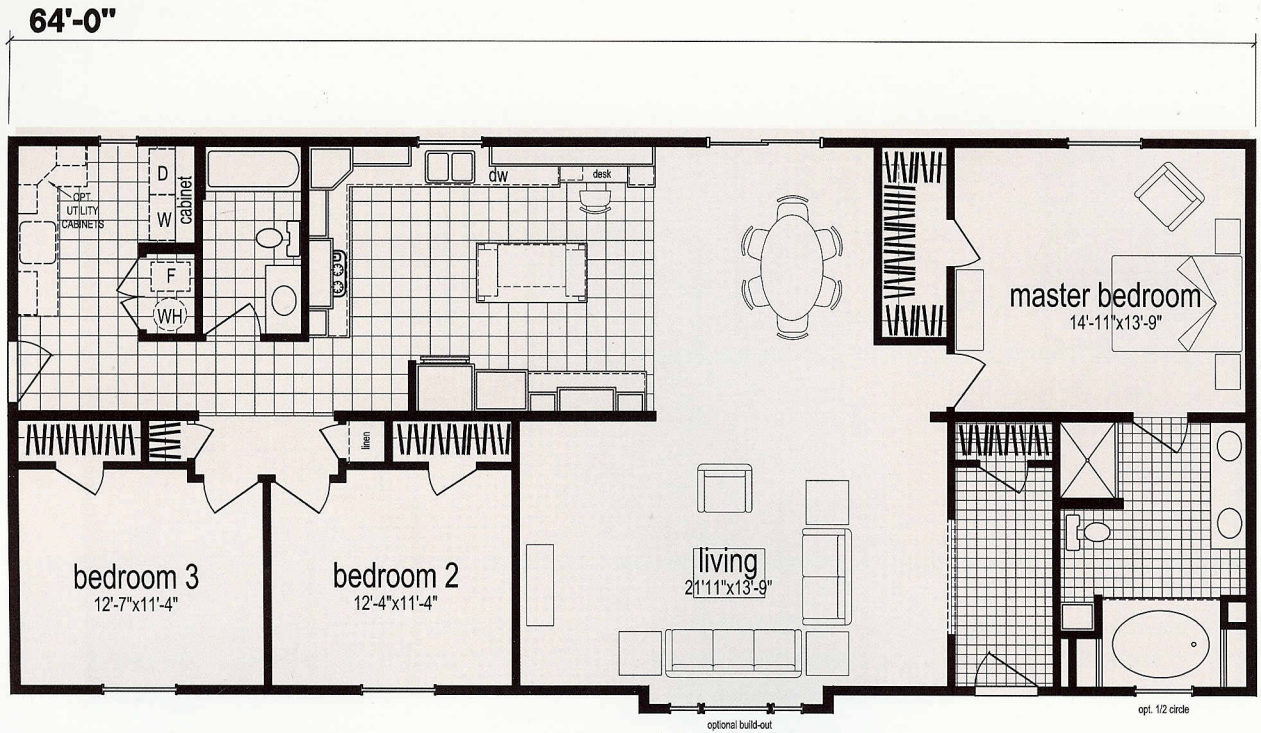 64'-0"
D
W
cabinet
OPT.
UTILITY
CABINETS
F
WH
dw
desk
master bedroom
14'-11"x13'-9"
linen
bedroom 3
12'-7"x11'-4"
bedroom 2
12'-4"x11'-4"
living
21'11"x13'-9"
optional build-out
opt. 1/2 circle